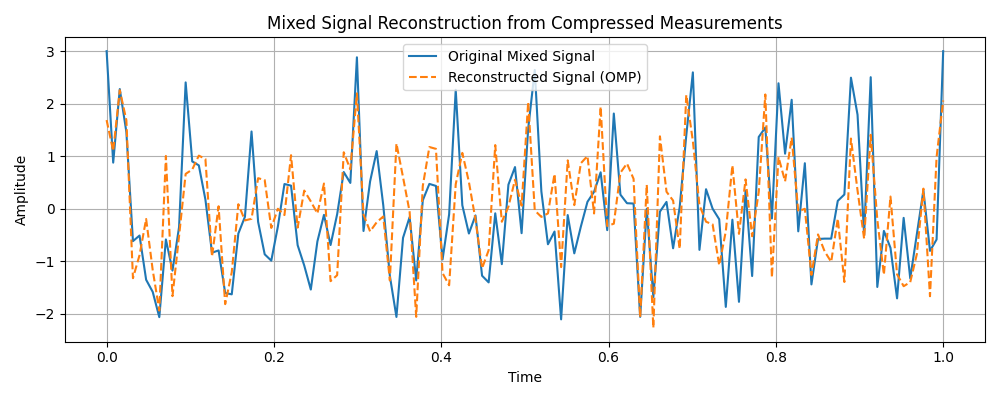 Mixed Signal Reconstruction from Compressed Measurements
Original Mixed Signal
Reconstructed Signal (OMP)
Amplitude
3
2
1
0
−1
−2
0.0 0.2 0.4 0.6 0.8 1.0
Time